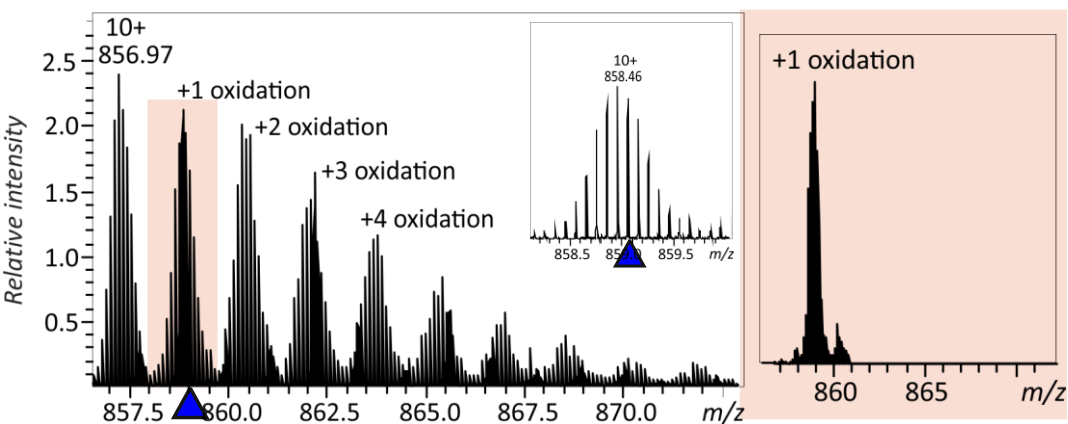 10+
856.97
+1 oxidation
+2 oxidation
+3 oxidation
+4 oxidation
Relative intensity
2.5
2.0
1.5
1.0
0.5
857.5
860.0
862.5
865.0
867.5
870.0
m/z
10+
858.46
858.5
859.0
859.5
m/z
+1 oxidation
860
865
m/z